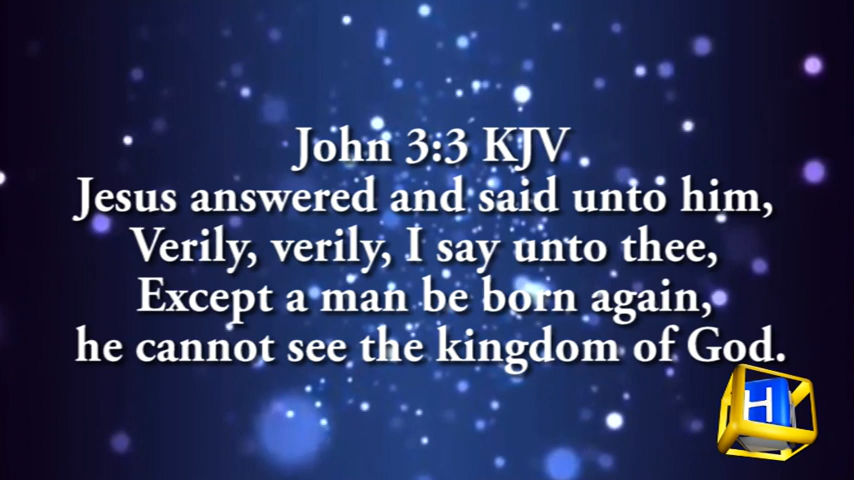 John 3:3 KJV
Jesus answered and said unto him,
Verily, verily, I say unto thee,
Except a man be born again,
he cannot see the kingdom of God.
H